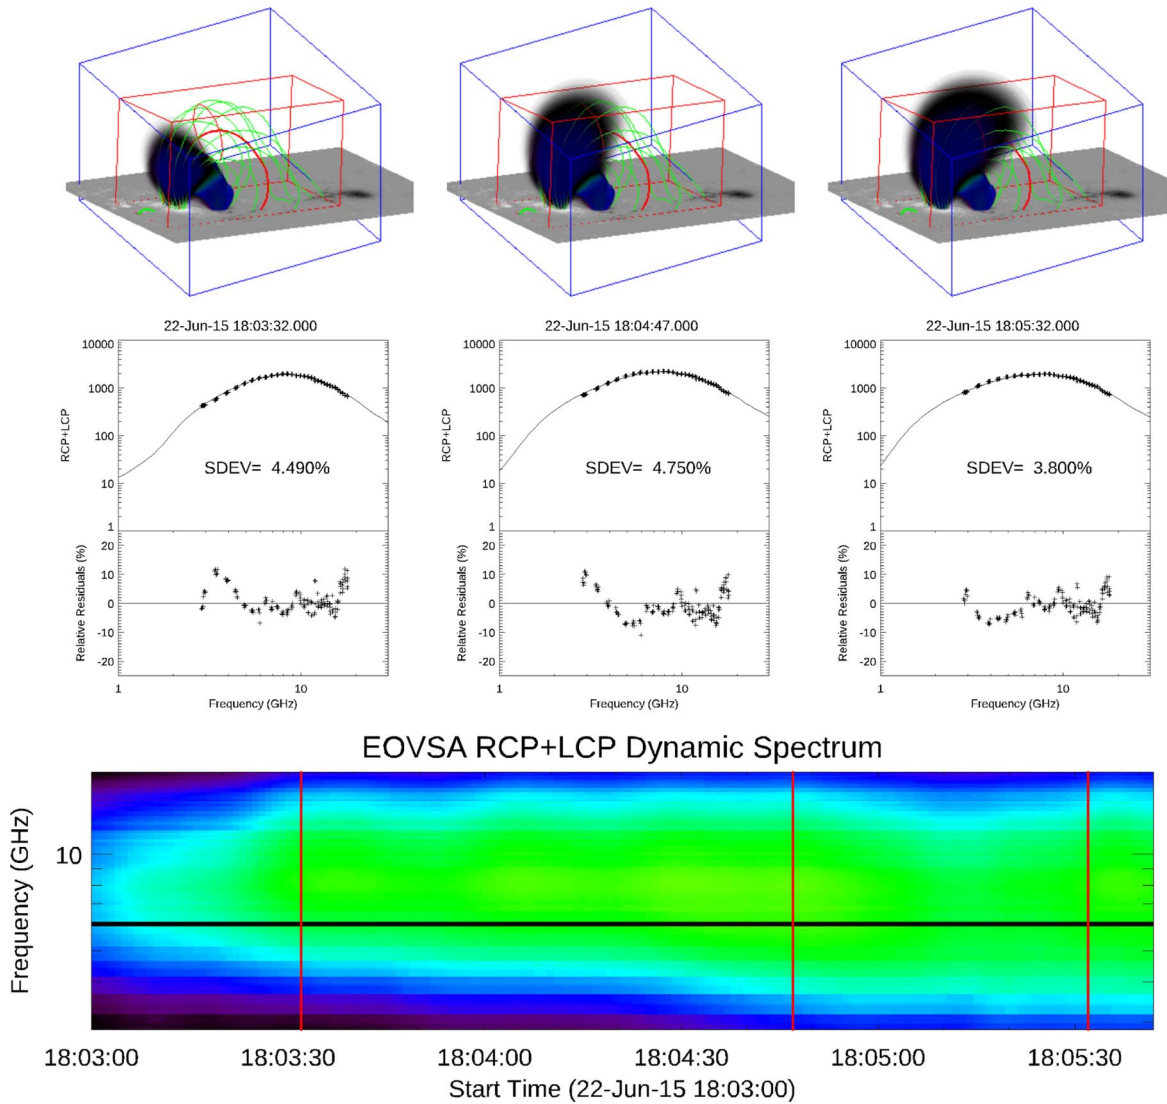 22-Jun-15 18:03:32.000
22-Jun-15 18:04:47.000
22-Jun-15 18:05:32.000
10000
1000
100
10
1
RCP+LCP
SDEV= 4.490%
10000
1000
100
10
1
RCP+LCP
SDEV= 4.750%
10000
1000
100
10
1
RCP+LCP
SDEV= 3.800%
20
10
0
-10
-20
Relative Residuals (%)
1
10
Frequency (GHz)
20
10
0
-10
-20
Relative Residuals (%)
1
10
Frequency (GHz)
20
10
0
-10
-20
Relative Residuals (%)
1
10
Frequency (GHz)
EOVSA RCP+LCP Dynamic Spectrum
Frequency (GHz)
10
18:03:00
18:03:30
18:04:00
18:04:30
18:05:00
18:05:30
Start Time (22-Jun-15 18:03:00)